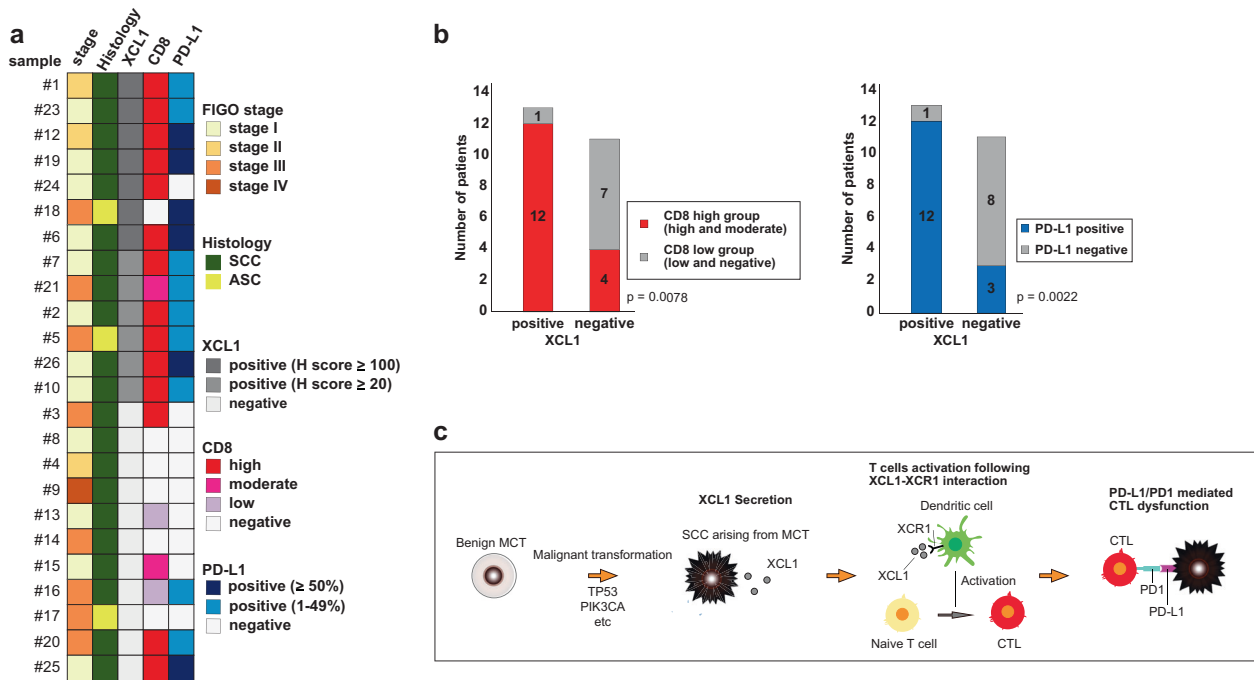 a
sample
stage
Histology
XCL1
CD8
PD-L1
#1
#23
#12
#19
#24
#18
#6
#7
#21
#2
#5
#26
#10
#3
#8
#4
#9
#13
#14
#15
#16
#17
#20
#25
FIGO stage
stage I
stage II
stage III
stage IV
Histology
SCC
ASC
XCL1
positive (H score ≥ 100)
positive (H score ≥ 20)
negative
CD8
high
moderate
low
negative
PD-L1
positive (≥ 50%)
positive (1-49%)
negative
b
Number of patients
14
12
10
8
6
4
2
0
1
12
7
4
positive
negative
XCL1
CD8 high group
(high and moderate)
CD8 low group
(low and negative)
p = 0.0078
Number of patients
14
12
10
8
6
4
2
0
1
12
8
3
positive
negative
XCL1
PD-L1 positive
PD-L1 negative
p = 0.0022
c
Benign MCT
Malignant transformation
TP53
PIK3CA
etc
XCL1 Secretion
SCC arising from MCT
XCL1
T cells activation following
XCL1-XCR1 interaction
Dendritic cell
XCR1
XCL1
Activation
Naive T cell
CTL
PD-L1/PD1 mediated
CTL dysfunction
CTL
PD1
PD-L1